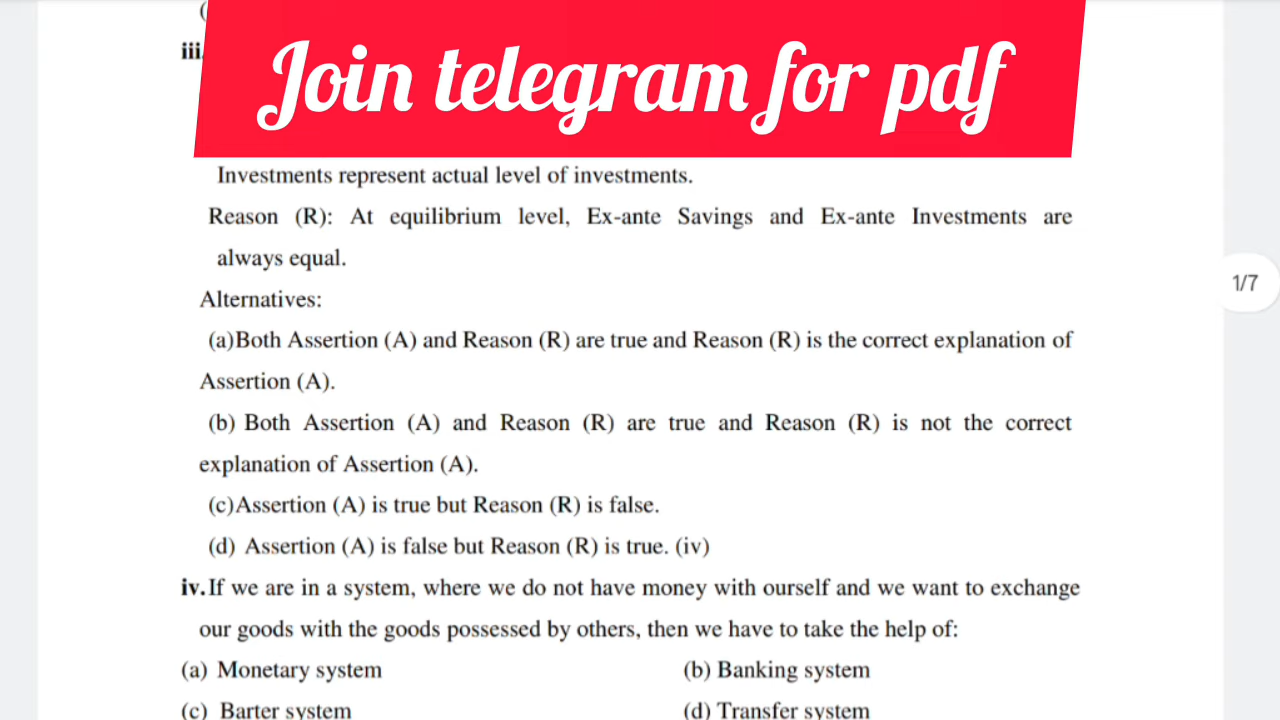 (
iii.
Join telegram for pdf
Investments represent actual level of investments.
Reason (R): At equilibrium level, Ex-ante Savings and Ex-ante Investments are
always equal.
1/7
Alternatives:
(a)Both Assertion (A) and Reason (R) are true and Reason (R) is the correct explanation of
Assertion (A).
(b) Both Assertion (A) and Reason (R) are true and Reason (R) is not the correct
explanation of Assertion (A).
(c)Assertion (A) is true but Reason (R) is false.
(d) Assertion (A) is false but Reason (R) is true. (iv)
iv.If we are in a system, where we do not have money with ourself and we want to exchange
our goods with the goods possessed by others, then we have to take the help of:
(a) Monetary system (b) Banking system
(c) Barter system (d) Transfer system